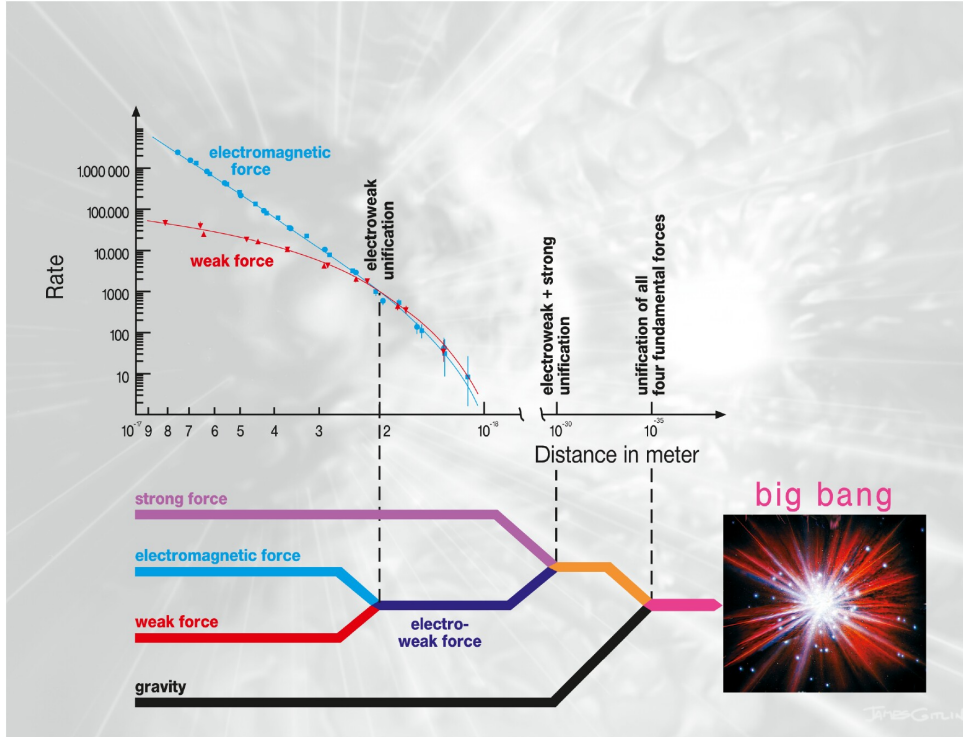 electromagnetic
force
weak force
Rate
1.000 000
100.000
10.000
1000
100
10
electroweak
unification
electroweak + strong
unification
unification of all
four fundamental forces
10⁻¹⁷ 9 8 7 6 5 4 3 2 10⁻¹⁸ 10⁻³⁰ 10⁻³⁵
Distance in meter
strong force
electromagnetic force
weak force
electro-
weak force
gravity
big bang
James Gitlin